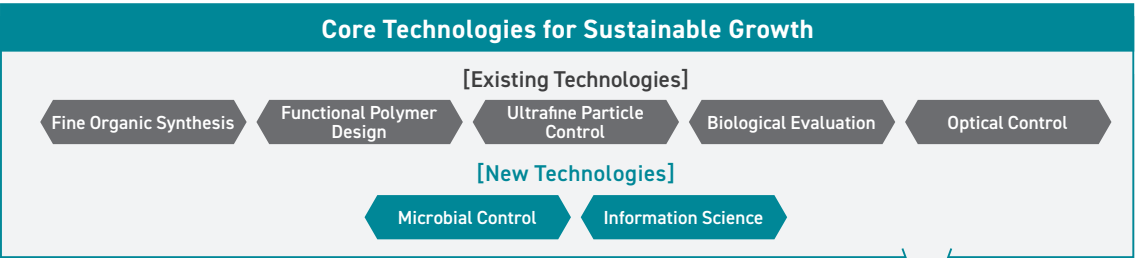 Core Technologies for Sustainable Growth
[Existing Technologies]
Fine Organic Synthesis
Functional Polymer
Design
Ultrafine Particle
Control
Biological Evaluation
Optical Control
[New Technologies]
Microbial Control
Information Science